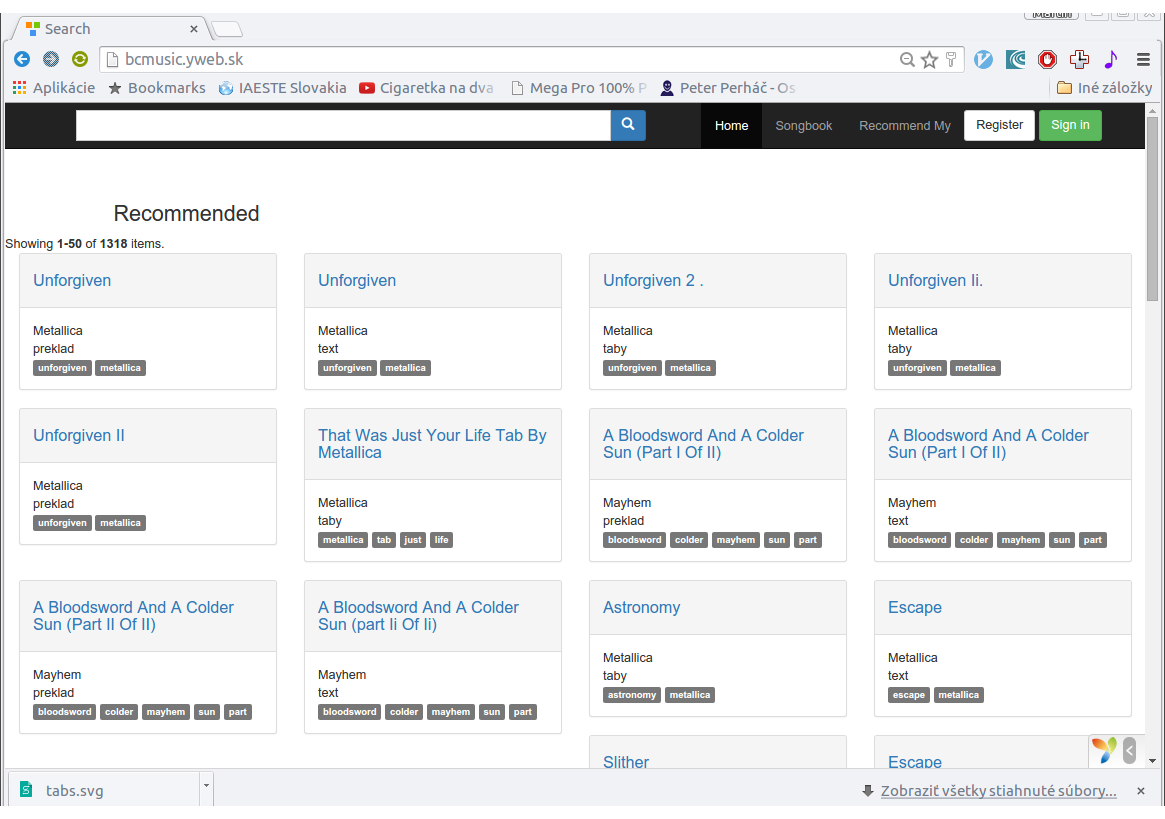 Search
bcmusic.yweb.sk
Aplikácie Bookmarks IAESTE Slovakia Cigaretka na dva Mega Pro 100% P Peter Perháč - Os Iné záložky
Home Songbook Recommend My Register Sign in
Recommended
Showing 1-50 of 1318 items.
Unforgiven
Metallica
preklad
unforgiven metallica
Unforgiven
Metallica
text
unforgiven metallica
Unforgiven 2 .
Metallica
taby
unforgiven metallica
Unforgiven Ii.
Metallica
taby
unforgiven metallica
Unforgiven II
Metallica
preklad
unforgiven metallica
That Was Just Your Life Tab By
Metallica
Metallica
taby
metallica tab just life
A Bloodsword And A Colder
Sun (Part I Of II)
Mayhem
preklad
bloodsword colder mayhem sun part
A Bloodsword And A Colder
Sun (Part I Of II)
Mayhem
text
bloodsword colder mayhem sun part
A Bloodsword And A Colder
Sun (Part II Of II)
Mayhem
preklad
bloodsword colder mayhem sun part
A Bloodsword And A Colder
Sun (part Ii Of Ii)
Mayhem
text
bloodsword colder mayhem sun part
Astronomy
Metallica
taby
astronomy metallica
Escape
Metallica
text
escape metallica
Slither
Escape
tabs.svg
Zobraziť všetky stiahnuté súbory...